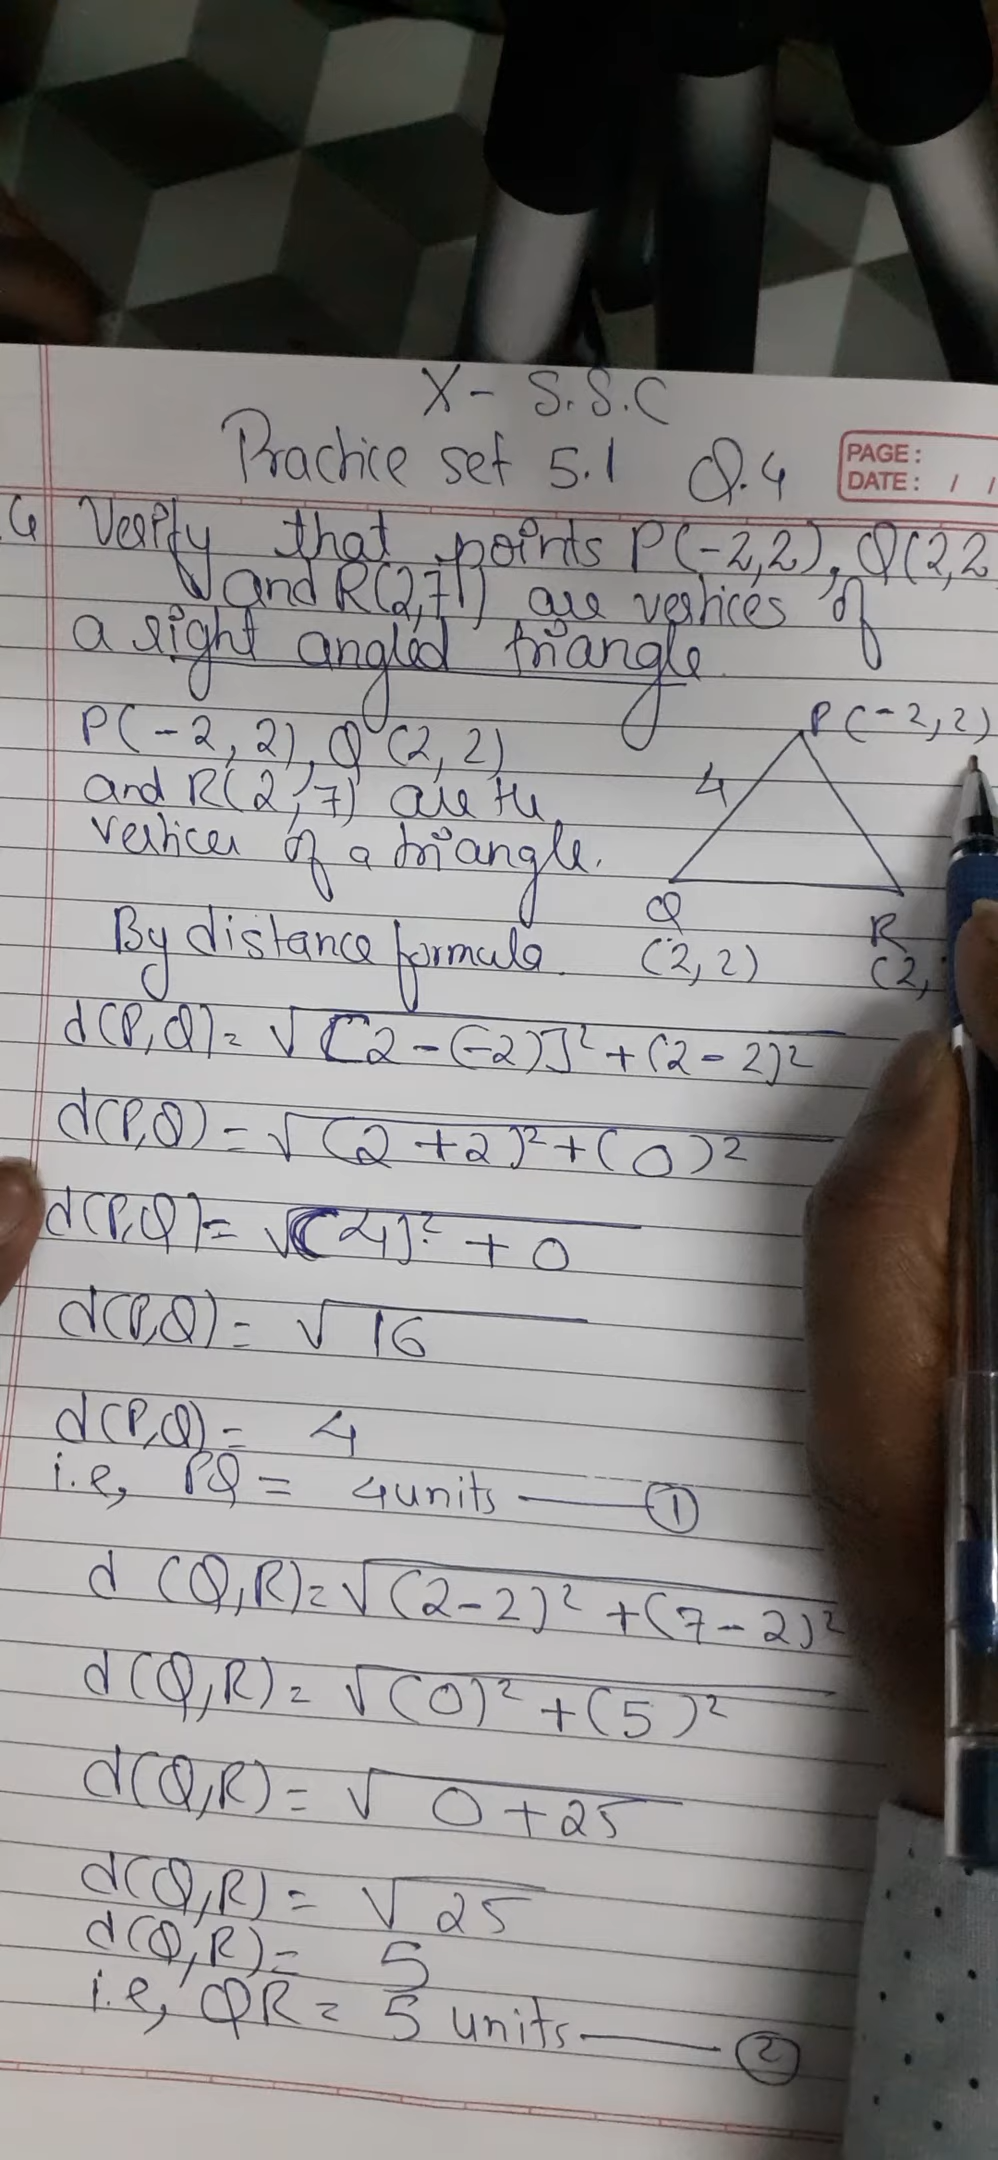 X- S.S.C
Practice set 5.1 Q.4
PAGE:
DATE: / /
Verify that points P(-2,2), Q(2,2
and R(2,7) are vertices of
a right angled triangle
P(-2,2)
P(-2, 2), Q (2, 2)
4
and R(2, 7) are the
vertices of a triangle.
Q R
By distance formula (2, 2) (2,
d(P,Q)= √[2-(-2)]²+(2-2)²
d(P,Q) = √(2+2)²+(0)²
d(P,Q)= √(4)² + 0
d(P,Q)= √16
d(P,Q)= 4
i.e, PQ = 4units — ①
d (Q,R)= √(2-2)² +(7-2)²
d(Q,R)= √(0)² +(5)²
d(Q,R)= √0+25
d(Q,R)= √25
d(Q,R)= 5
i.e, QR= 5 units — ②